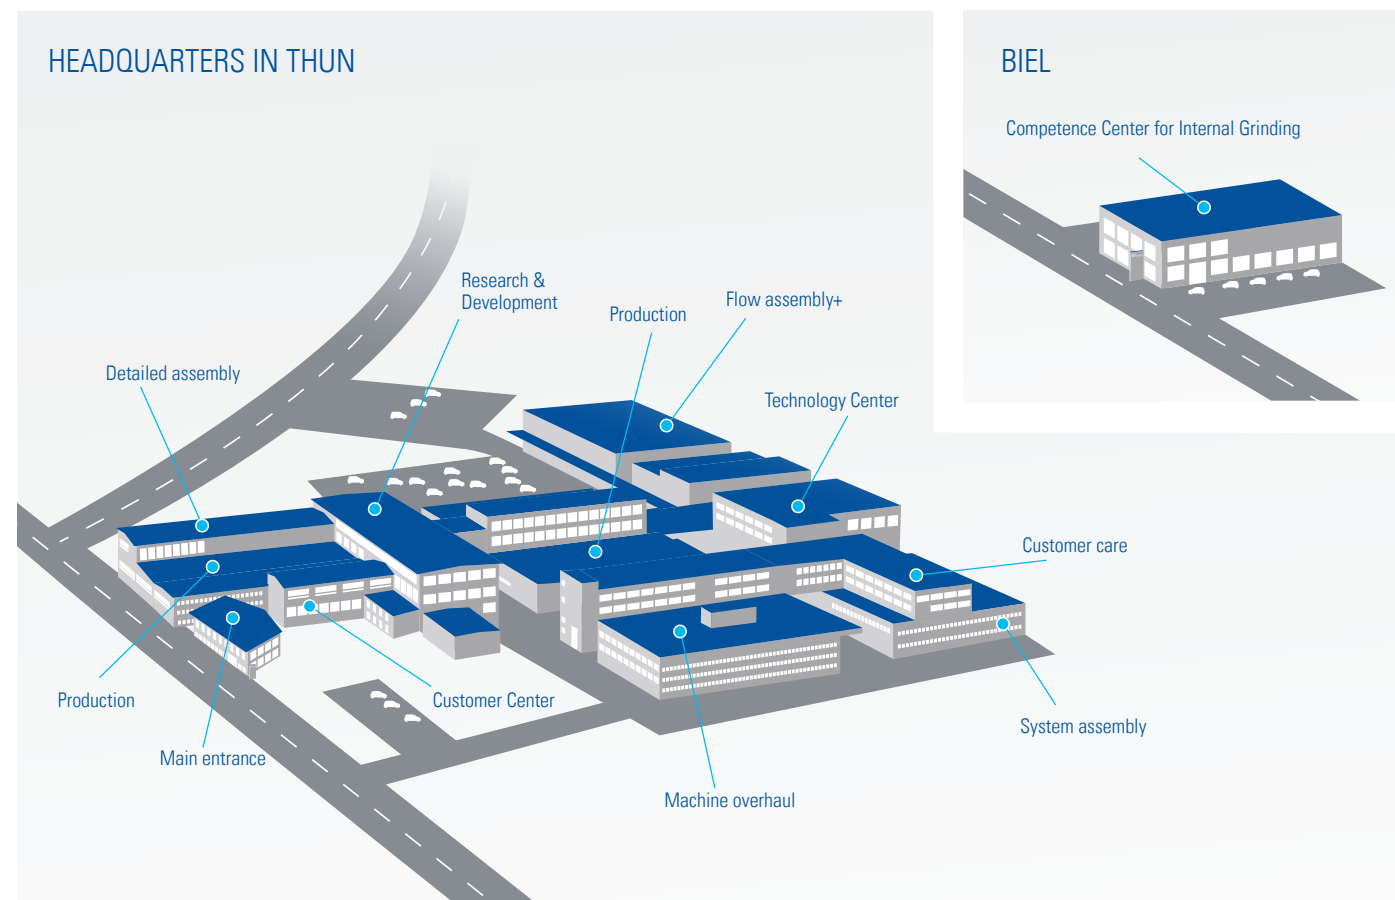 HEADQUARTERS IN THUN
BIEL
Competence Center for Internal Grinding
Research &
Development
Production
Flow assembly+
Detailed assembly
Technology Center
Customer care
Production
Customer Center
Main entrance
System assembly
Machine overhaul